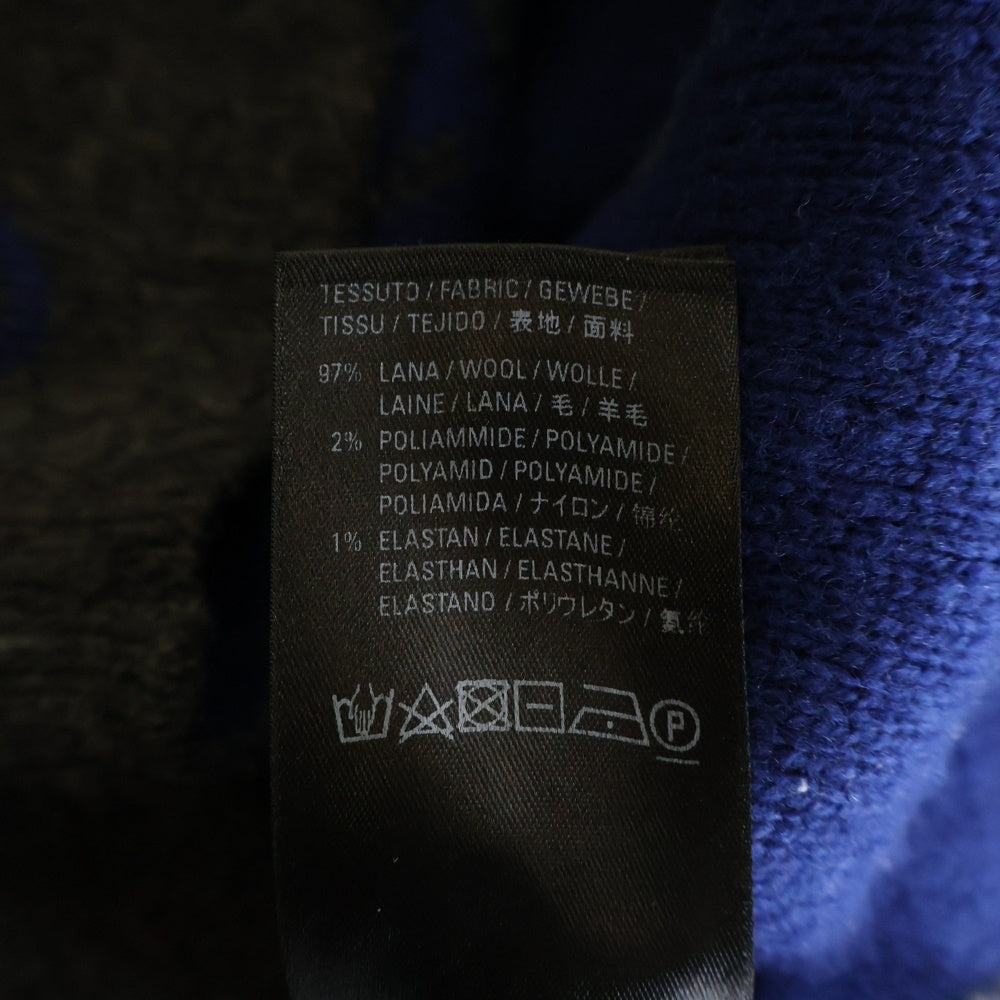 TESSUTO / FABRIC / GEWEBE /
TISSU / TEJIDO / 表地 / 面料
97% LANA / WOOL / WOLLE /
LAINE / LANA / 毛 / 羊毛
2% POLIAMMIDE / POLYAMIDE /
POLYAMID / POLYAMIDE /
POLIAMIDA / ナイロン / 锦纶
1% ELASTAN / ELASTANE /
ELASTHAN / ELASTHANNE /
ELASTANO / ポリウレタン / 氨纶
P